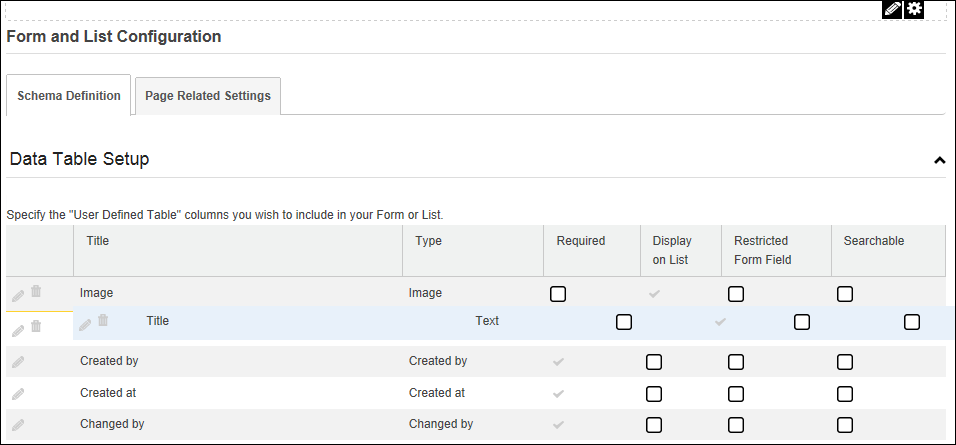 Form and List Configuration
Schema Definition Page Related Settings
Data Table Setup
Specify the "User Defined Table" columns you wish to include in your Form or List.
Title Type Required Display on List Restricted Form Field Searchable
Image Image
Title Text
Created by Created by
Created at Created at
Changed by Changed by